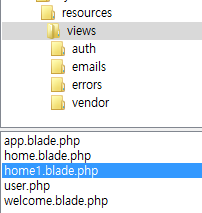 resources
views
auth
emails
errors
vendor
app.blade.php
home.blade.php
home1.blade.php
user.php
welcome.blade.php